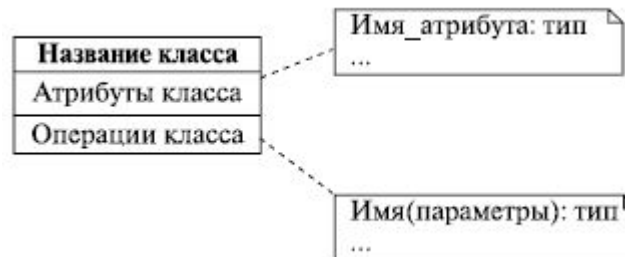 Название класса
Атрибуты класса
Операции класса
Имя_атрибута: тип
...
Имя(параметры): тип
...